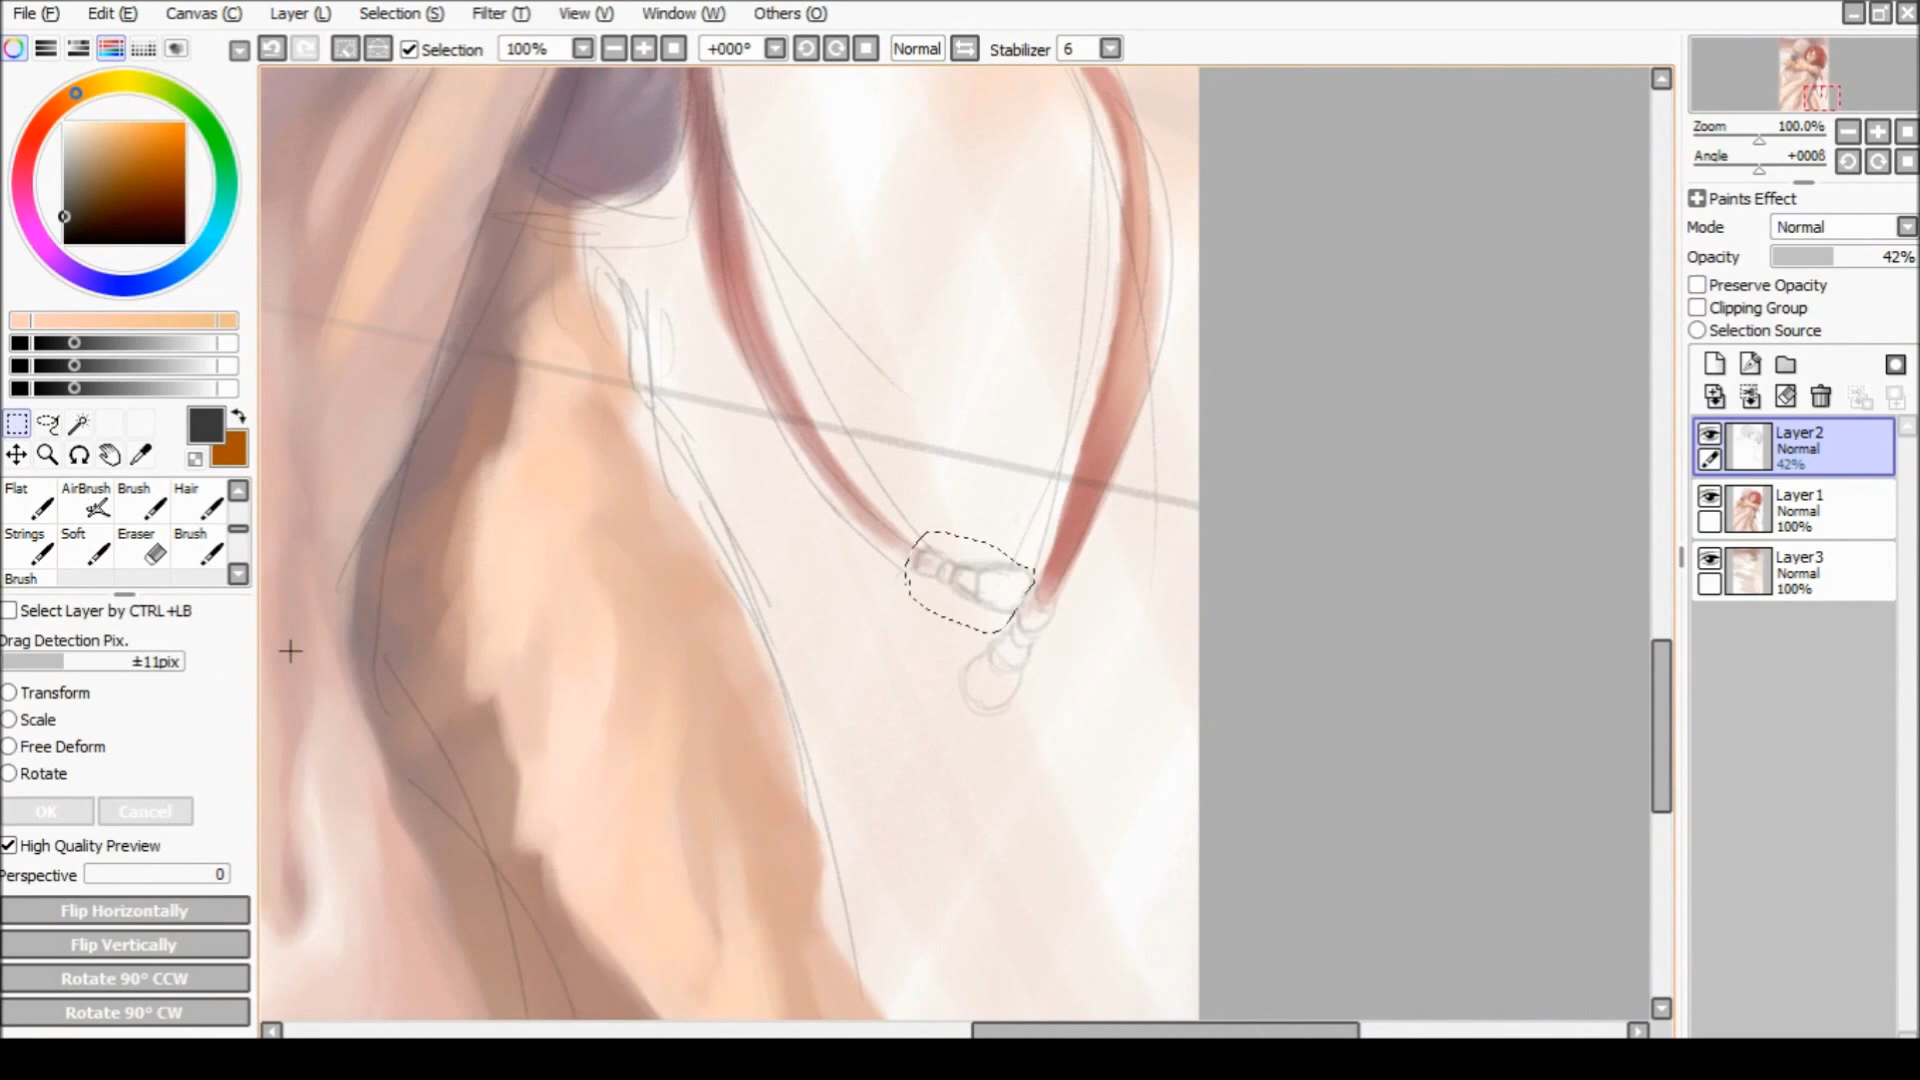 File (F) Edit (E) Canvas (C) Layer (L) Selection (S) Filter (T) View (V) Window (W) Others (O)
Selection 100% +000° Normal Stabilizer 6
Zoom 100.0%
Angle +0008
Paints Effect
Mode Normal
Opacity 42%
Preserve Opacity
Clipping Group
Selection Source
Layer2
Normal
42%
Layer1
Normal
100%
Layer3
Normal
100%
Flat AirBrush Brush Hair
Strings Soft Eraser Brush
Brush
Select Layer by CTRL+LB
Drag Detection Pix.
±11pix
Transform
Scale
Free Deform
Rotate
OK Cancel
High Quality Preview
Perspective 0
Flip Horizontally
Flip Vertically
Rotate 90° CCW
Rotate 90° CW